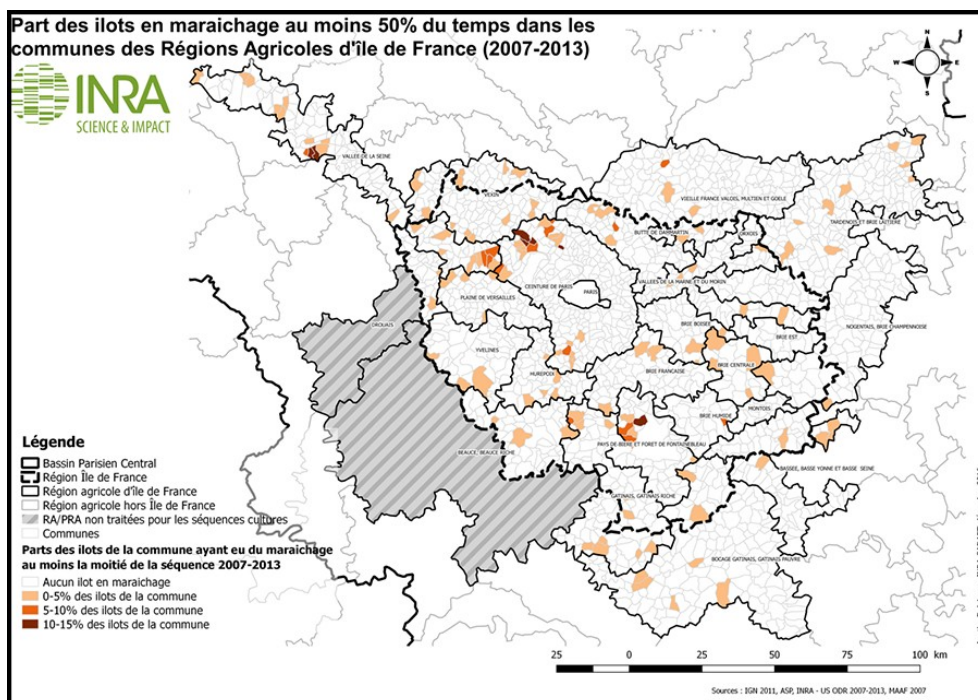 Part des ilots en maraichage au moins 50% du temps dans les
communes des Régions Agricoles d'île de France (2007-2013)
INRA
SCIENCE & IMPACT
N
W E
S
VALLEE DE LA SEINE
VEXIN
VIEILLE FRANCE VALOIS, MULTIEN ET GOELE
TARDENOIS ET BRIE LAITIERE
BUTTE DE DAMMARTIN
ORXOIS
VALLEES DE LA MARNE ET DU MORIN
CEINTURE DE PARIS
PARIS
PLAINE DE VERSAILLES
DROUAIS
NOGENTAIS, BRIE CHAMPENNOISE
BRIE BOISEE
BRIE EST
YVELINES
BRIE CENTRALE
HUREPOIX
BRIE FRANCAISE
MONTOIS
BRIE HUMIDE
PAYS DE BIERE ET FORET DE FONTAINEBLEAU
BEAUCE, BEAUCE RICHE
BASSEE, BASSE YONNE ET BASSE SEINE
GATINAIS, GATINAIS RICHE
BOCAGE GATINAIS, GATINAIS PAUVRE
Légende
Bassin Parisien Central
Région Île de France
Région agricole d'île de France
Région agricole hors Île de France
RA/PRA non traitées pour les séquences cultures
Communes
Parts des ilots de la commune ayant eu du maraichage
au moins la moitié de la séquence 2007-2013
Aucun ilot en maraichage
0-5% des ilots de la commune
5-10% des ilots de la commune
10-15% des ilots de la commune
25 0 25 50 75 100 km
Sources : IGN 2011, ASP, INRA - US ODR 2007-2013, MAAF 2007